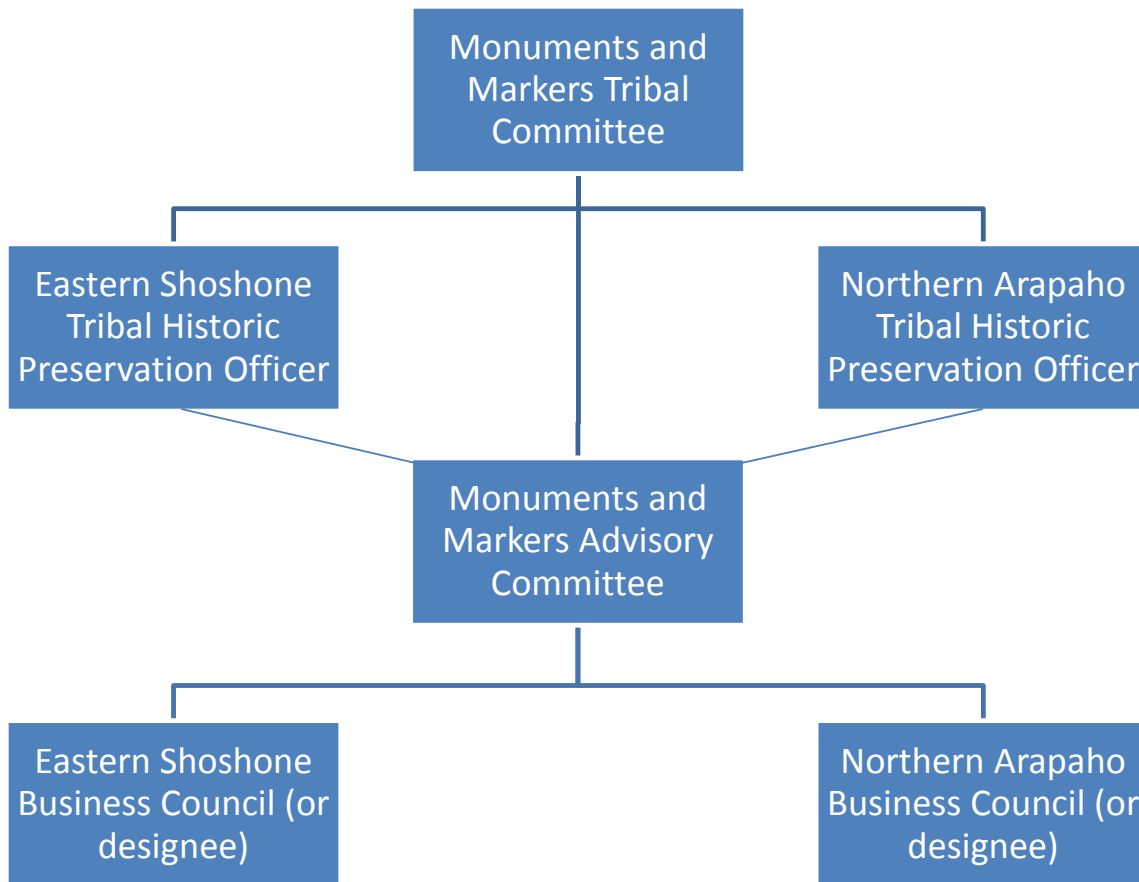 Monuments and
Markers Tribal
Committee
Eastern Shoshone
Tribal Historic
Preservation Officer
Northern Arapaho
Tribal Historic
Preservation Officer
Monuments and
Markers Advisory
Committee
Eastern Shoshone
Business Council (or
designee)
Northern Arapaho
Business Council (or
designee)